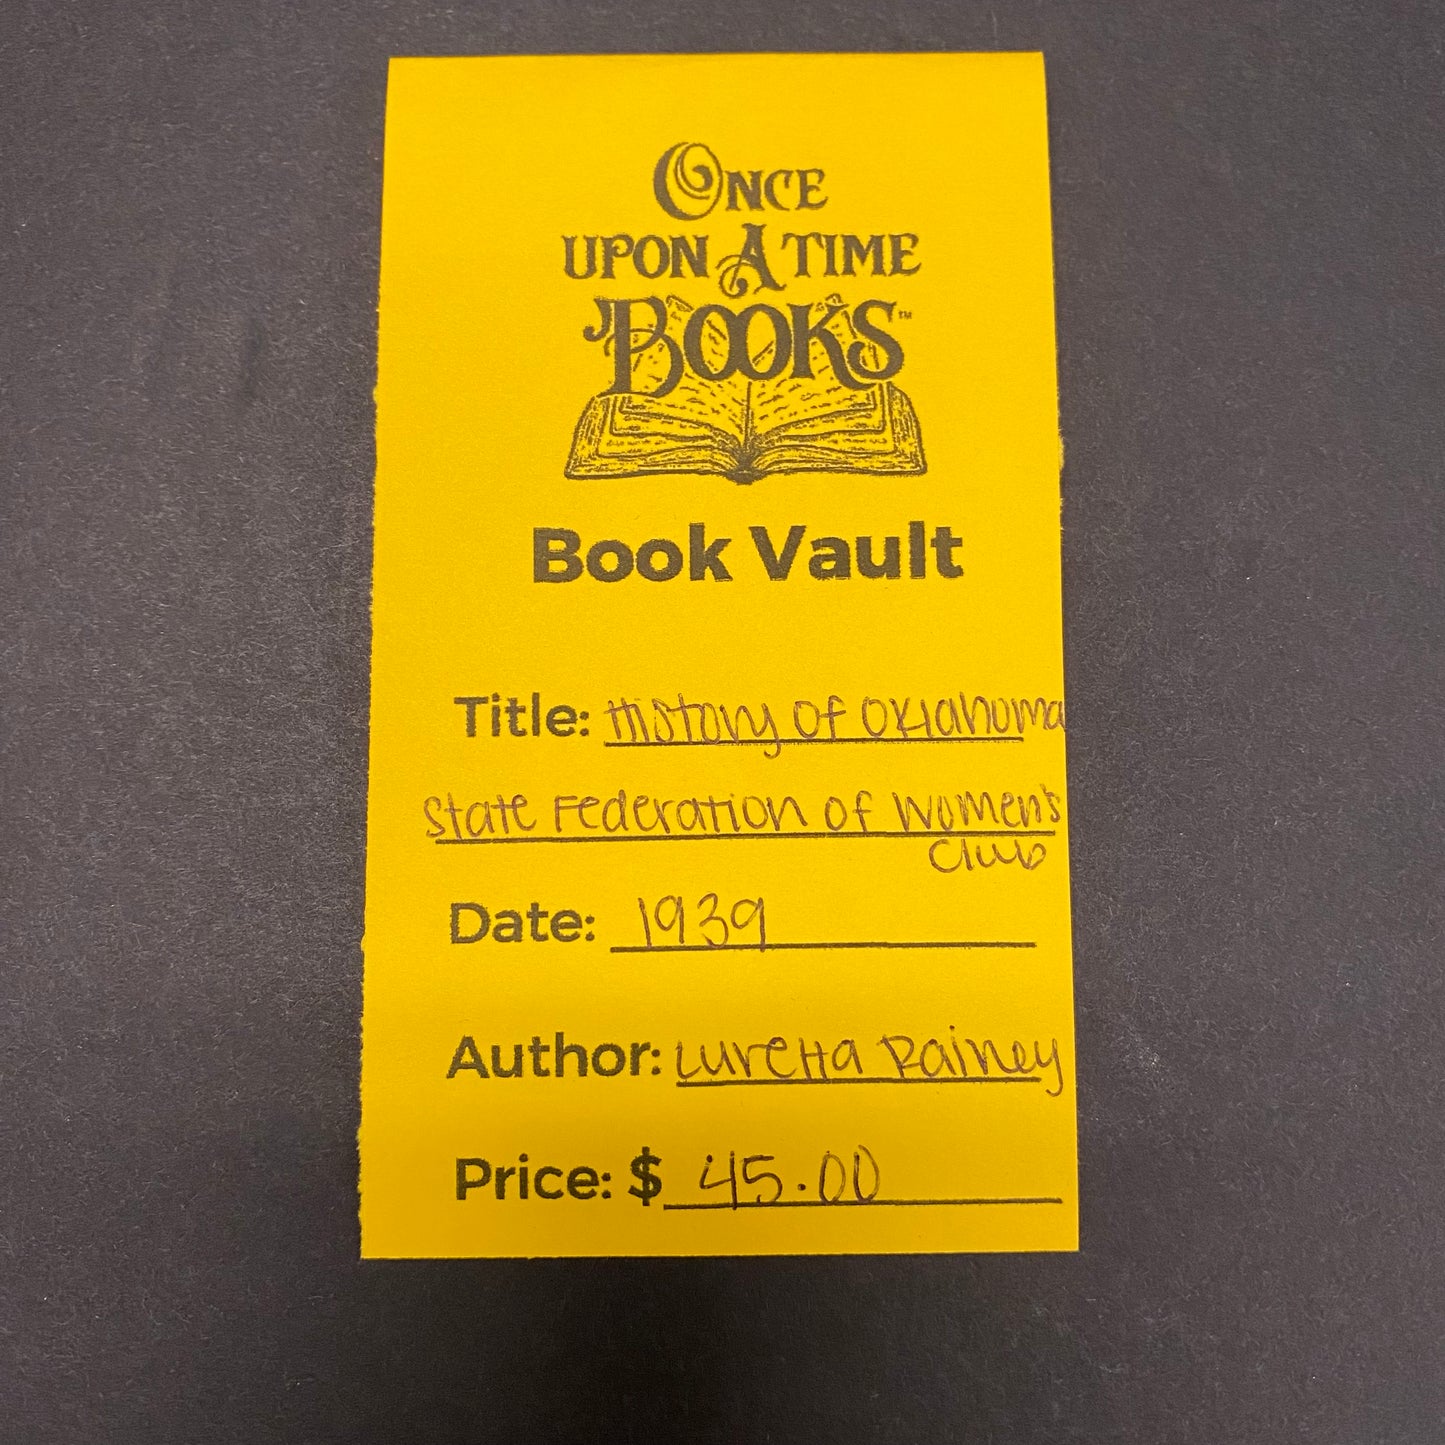 ONCE
UPON A TIME
BOOKS™
Book Vault
Title: History of Oklahoma
State Federation of Women's
Club
Date: 1939
Author: Luretta Rainey
Price: $ 45.00